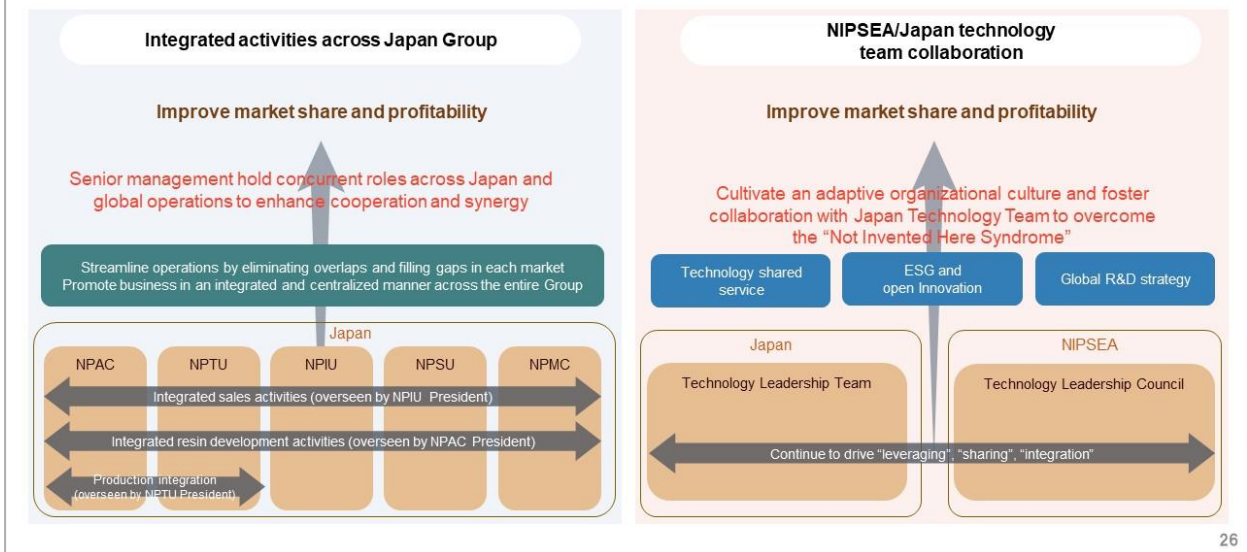 Integrated activities across Japan Group
Improve market share and profitability
Senior management hold concurrent roles across Japan and
global operations to enhance cooperation and synergy
Streamline operations by eliminating overlaps and filling gaps in each market
Promote business in an integrated and centralized manner across the entire Group
Japan
NPAC NPTU NPIU NPSU NPMC
Integrated sales activities (overseen by NPIU President)
Integrated resin development activities (overseen by NPAC President)
Production integration
(overseen by NPTU President)
NIPSEA/Japan technology
team collaboration
Improve market share and profitability
Cultivate an adaptive organizational culture and foster
collaboration with Japan Technology Team to overcome
the “Not Invented Here Syndrome”
Technology shared
service
ESG and
open Innovation
Global R&D strategy
Japan
Technology Leadership Team
NIPSEA
Technology Leadership Council
Continue to drive “leveraging”, “sharing”, “integration”
26